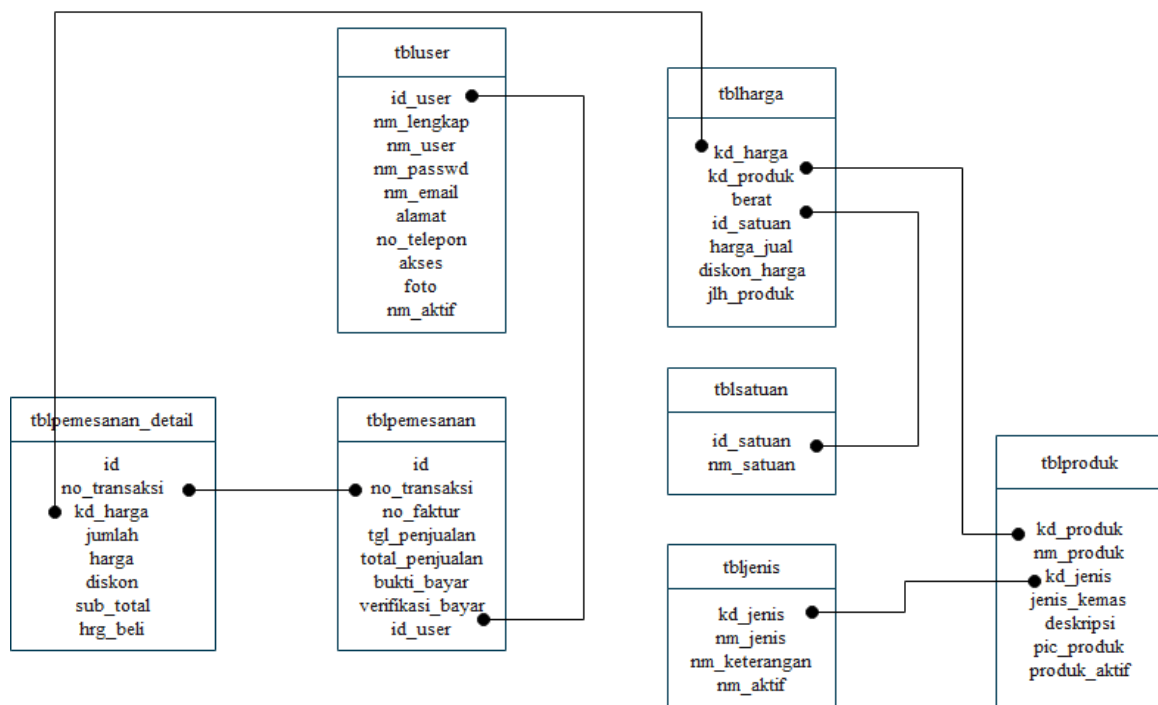 tbluser
id_user
nm_lengkap
nm_user
nm_passwd
nm_email
alamat
no_telepon
akses
foto
nm_aktif
tblharga
kd_harga
kd_produk
berat
id_satuan
harga_jual
diskon_harga
jlh_produk
tblpemesanan_detail
id
no_transaksi
kd_harga
jumlah
harga
diskon
sub_total
hrg_beli
tblpemesanan
id
no_transaksi
no_faktur
tgl_penjualan
total_penjualan
bukti_bayar
verifikasi_bayar
id_user
tblsatuan
id_satuan
nm_satuan
tbljenis
kd_jenis
nm_jenis
nm_keterangan
nm_aktif
tblproduk
kd_produk
nm_produk
kd_jenis
jenis_kemas
deskripsi
pic_produk
produk_aktif